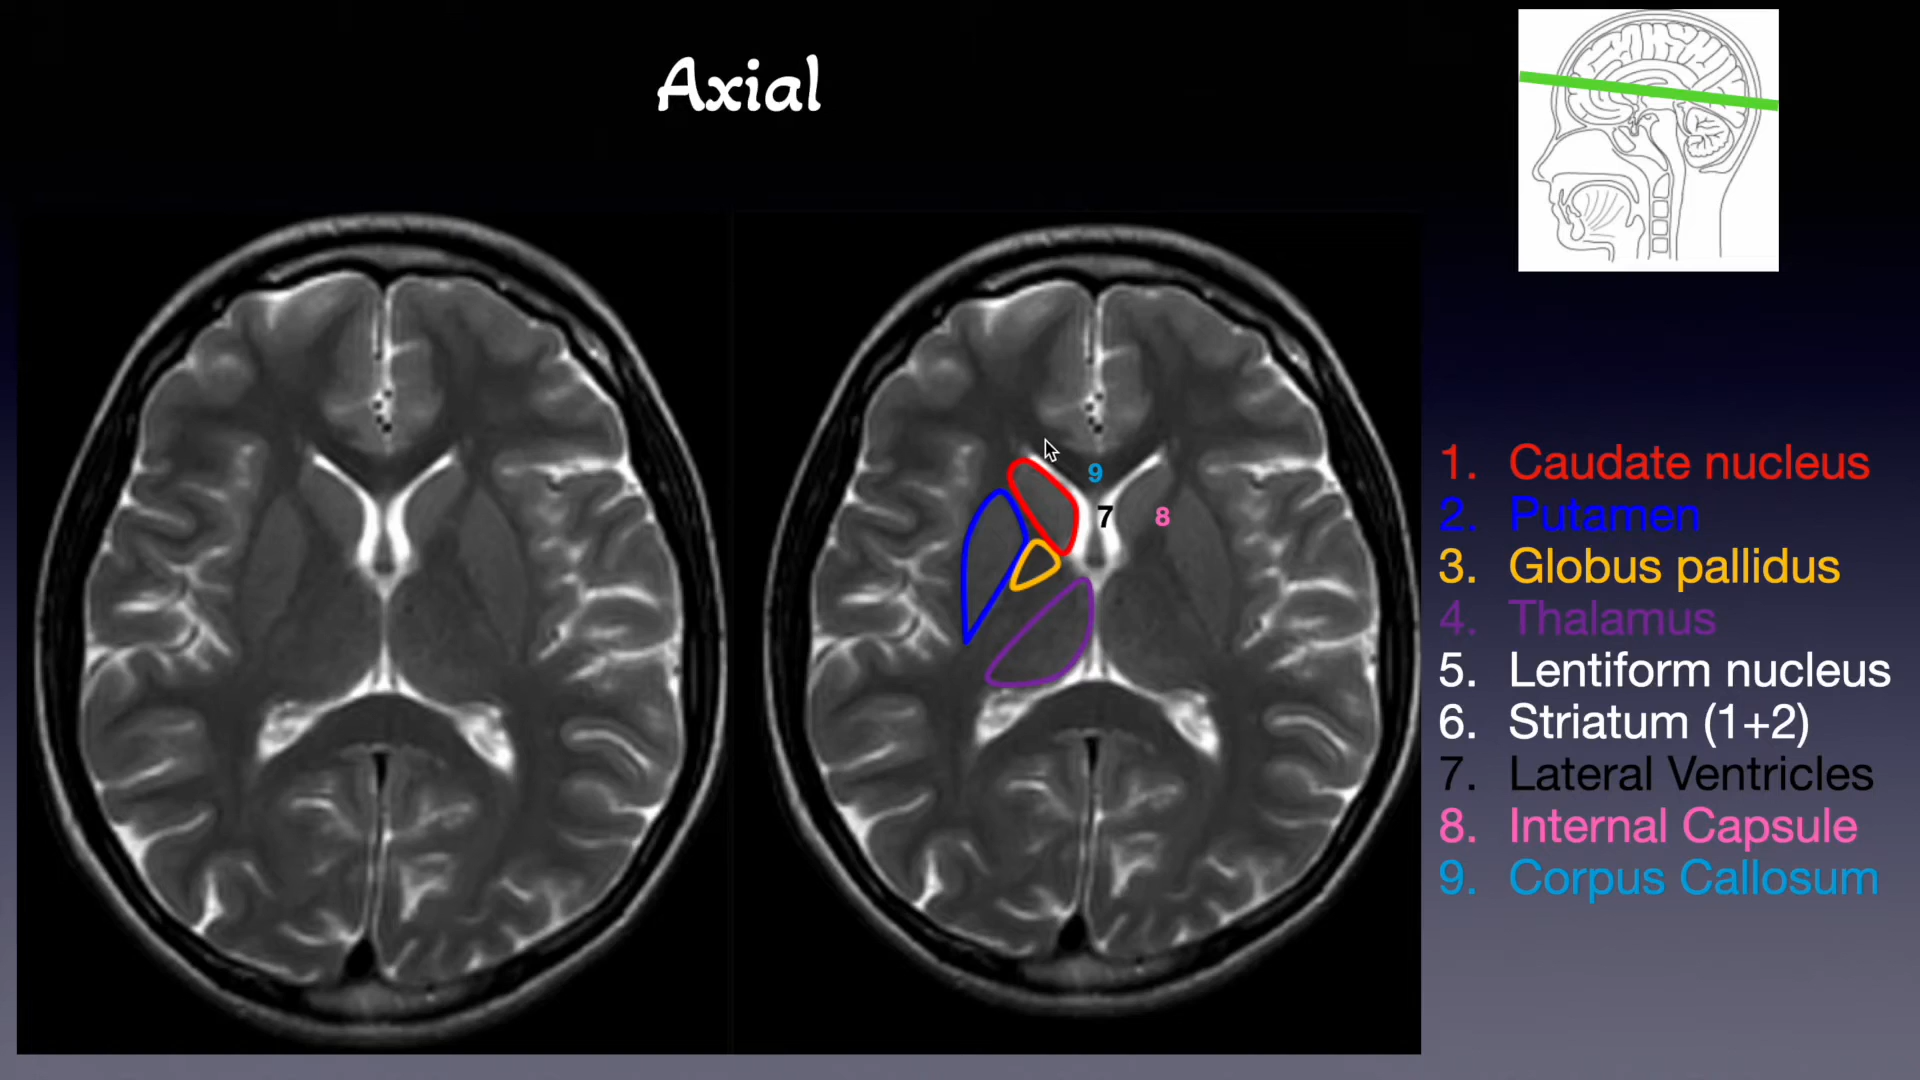 Axial
9
7
8
1. Caudate nucleus
2. Putamen
3. Globus pallidus
4. Thalamus
5. Lentiform nucleus
6. Striatum (1+2)
7. Lateral Ventricles
8. Internal Capsule
9. Corpus Callosum